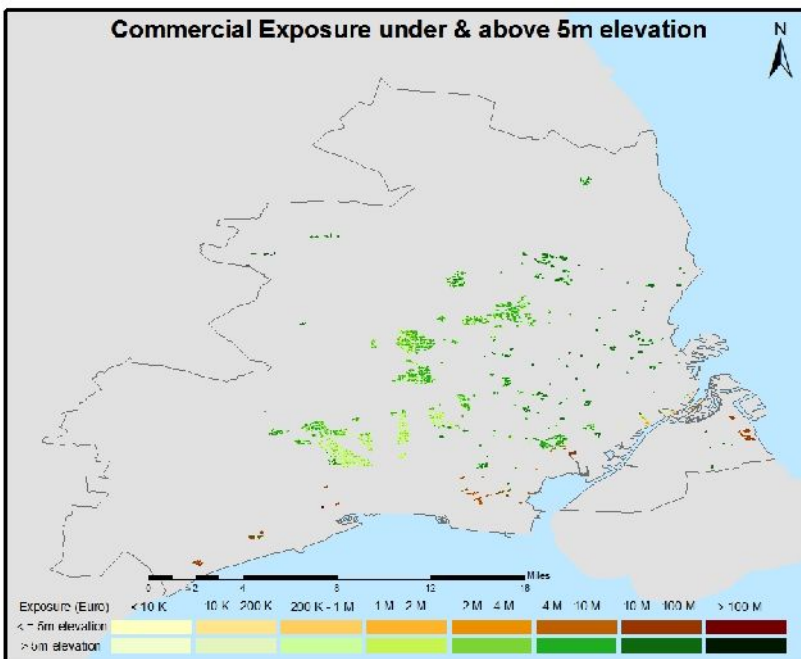 Commercial Exposure under & above 5m elevation
N
Miles
0 2 4 8 12 16
Exposure (Euro) < 10 K 10 K - 200 K 200 K - 1 M 1 M - 2 M 2 M - 4 M 4 M - 10 M 10 M - 100 M > 100 M
< = 5m elevation
> 5m elevation